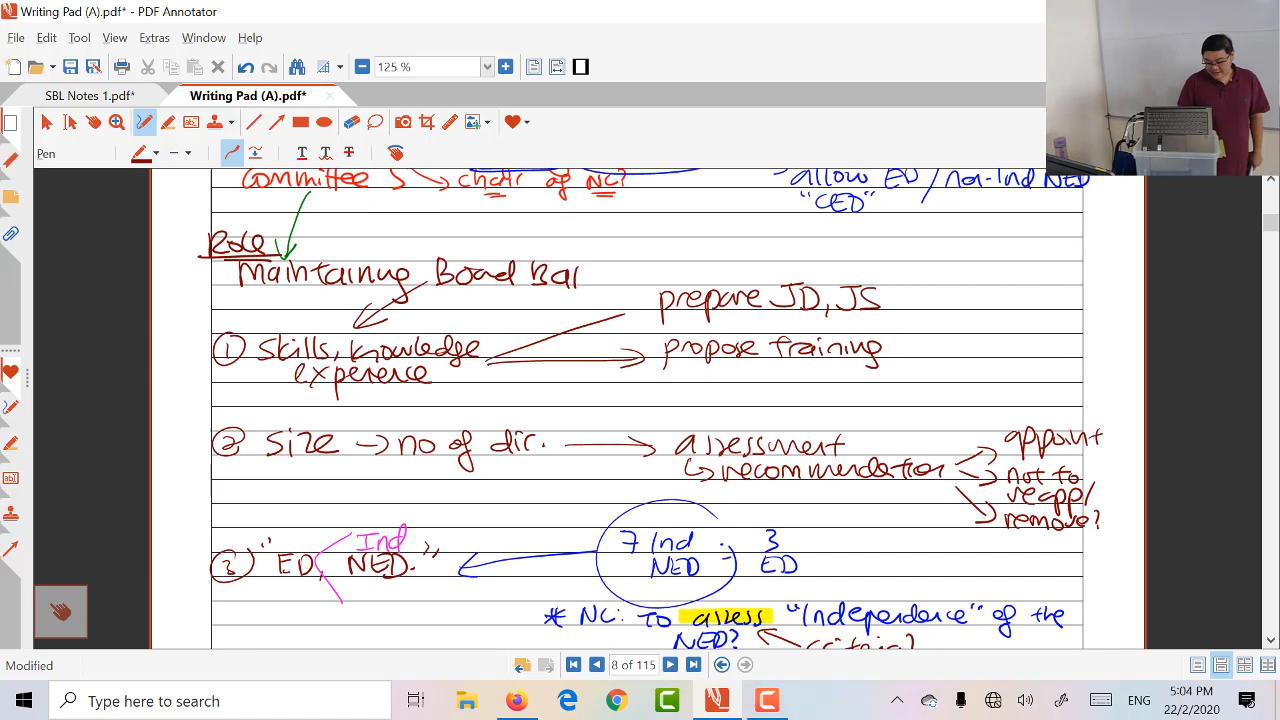 Writing Pad (A).pdf* - PDF Annotator
File Edit Tool View Extras Window Help
125 %
SBL Notes 1.pdf* Writing Pad (A).pdf*
Pen
Committee → chair of NC?
allow ED / non-Ind NED
"CED"
Role
Maintaining Board Bal
prepare JD, JS
① Skills, knowledge
experience
propose training
② Size → no of dir. → assessment
↳ recommendation
appoint
not to
reapp/
remove?
③ "ED, Ind NED."
7 Ind NED : 3 ED
* NC: To assess "Independence" of the
NED?
criteria?
Modified
8 of 115
Type here to search
ENG
5:04 PM
22/2/2020